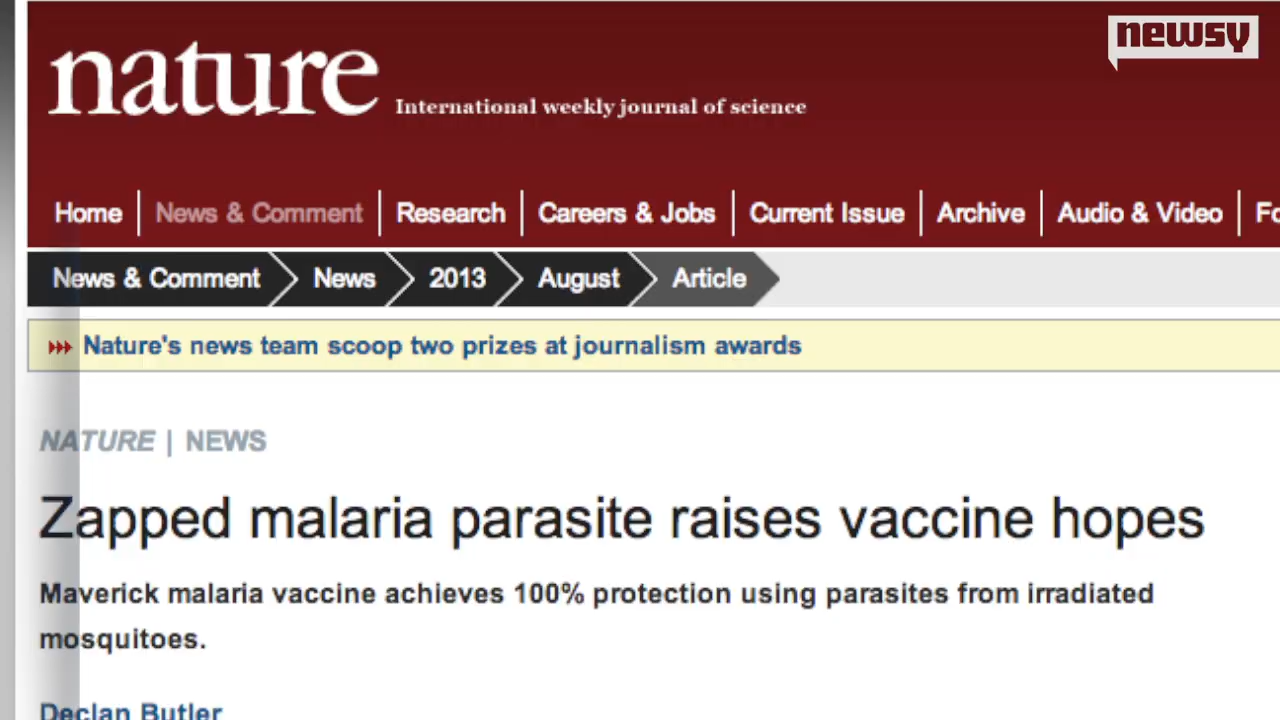 newsy
nature International weekly journal of science
Home News & Comment Research Careers & Jobs Current Issue Archive Audio & Video
News & Comment News 2013 August Article
Nature's news team scoop two prizes at journalism awards
NATURE | NEWS
Zapped malaria parasite raises vaccine hopes
Maverick malaria vaccine achieves 100% protection using parasites from irradiated
mosquitoes.
Declan Butler